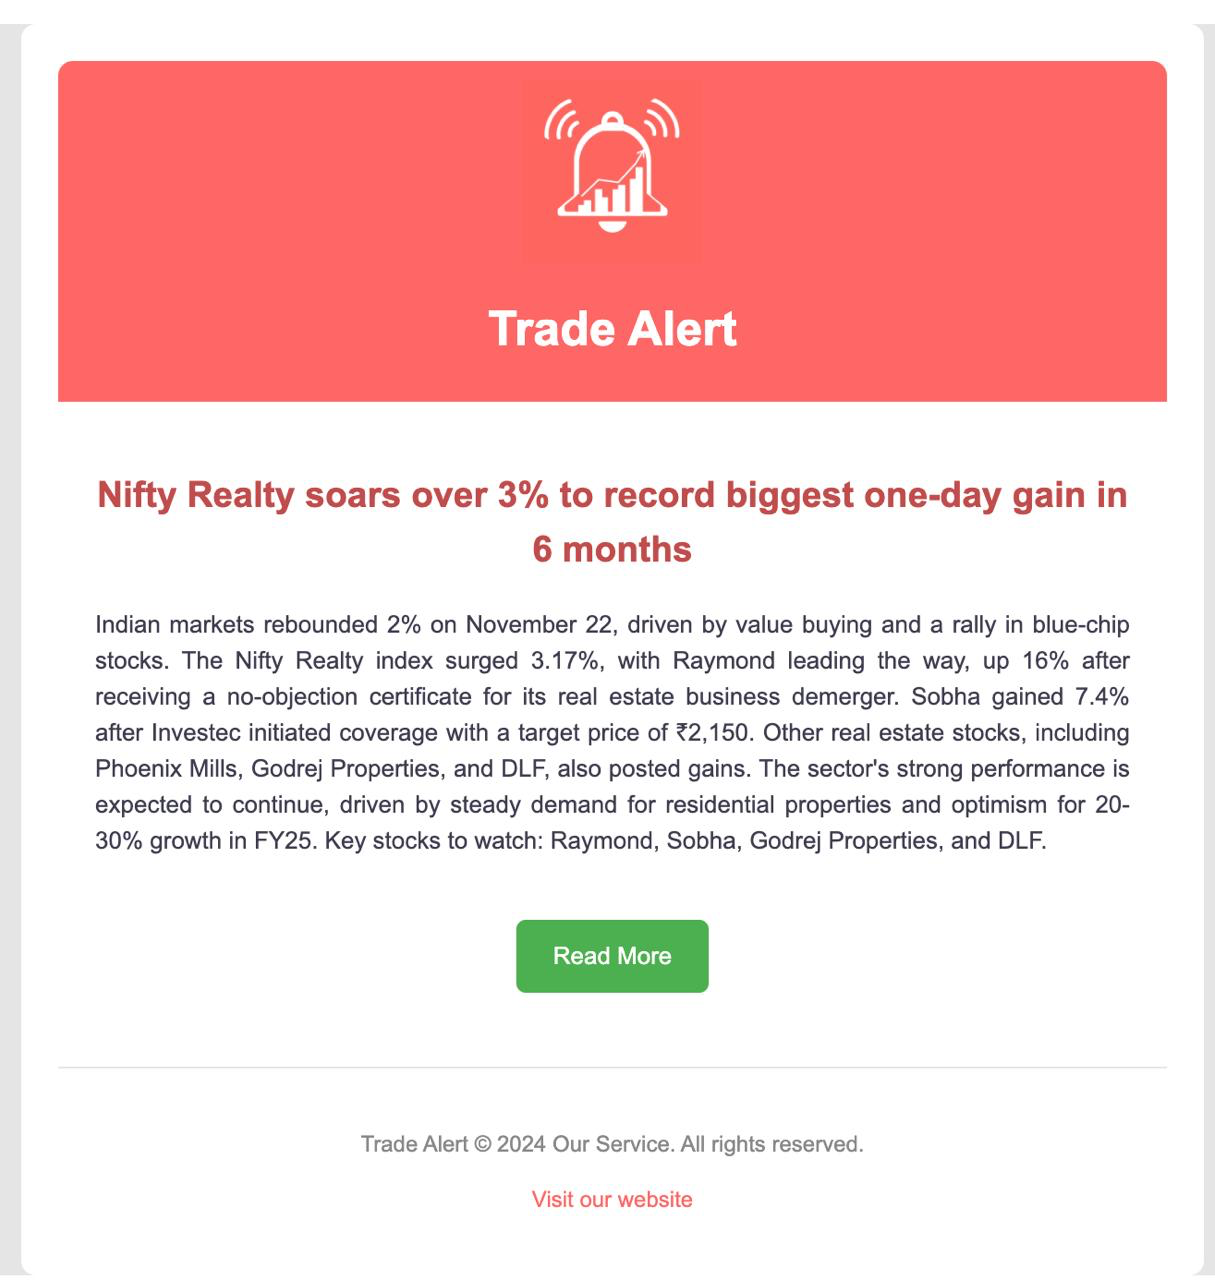 Trade Alert
Nifty Realty soars over 3% to record biggest one-day gain in
6 months
Indian markets rebounded 2% on November 22, driven by value buying and a rally in blue-chip
stocks. The Nifty Realty index surged 3.17%, with Raymond leading the way, up 16% after
receiving a no-objection certificate for its real estate business demerger. Sobha gained 7.4%
after Investec initiated coverage with a target price of ₹2,150. Other real estate stocks, including
Phoenix Mills, Godrej Properties, and DLF, also posted gains. The sector's strong performance is
expected to continue, driven by steady demand for residential properties and optimism for 20-
30% growth in FY25. Key stocks to watch: Raymond, Sobha, Godrej Properties, and DLF.
Read More
Trade Alert © 2024 Our Service. All rights reserved.
Visit our website